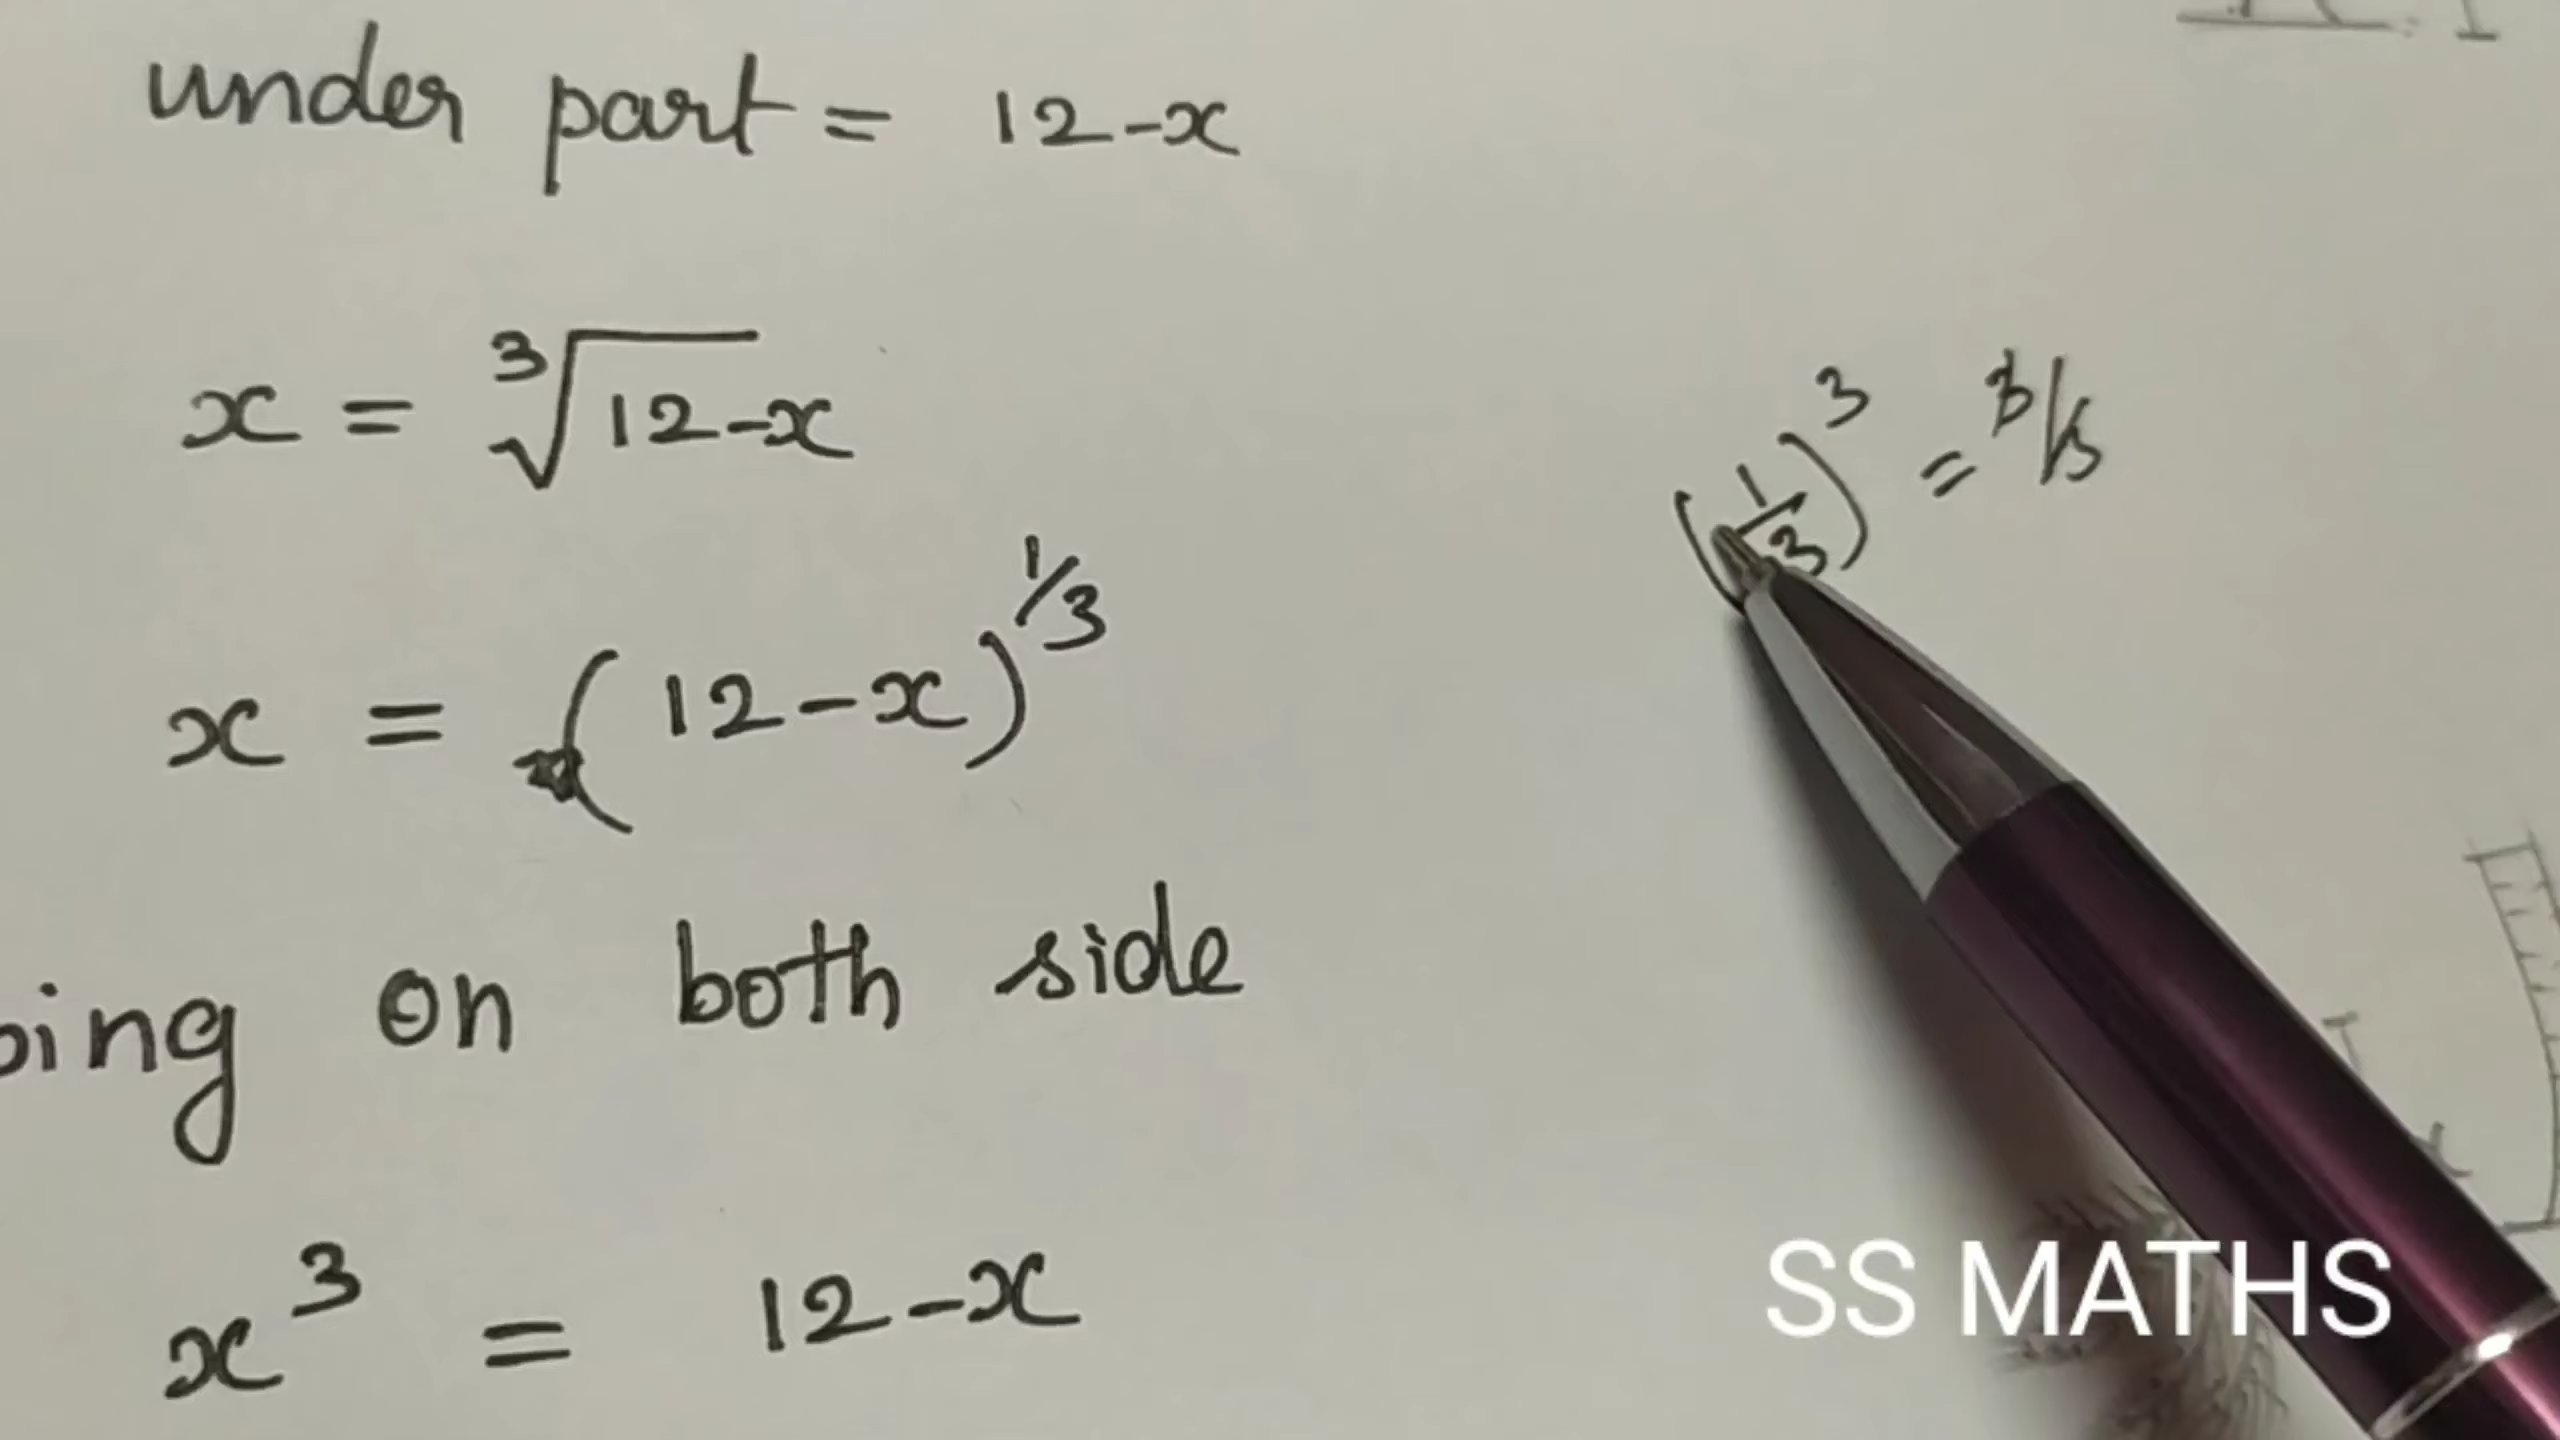 under part = 12-x
x = ³√12-x
(1/3)³ = 3/3
x = (12-x)^1/3
on both side
x³ = 12-x
SS MATHS